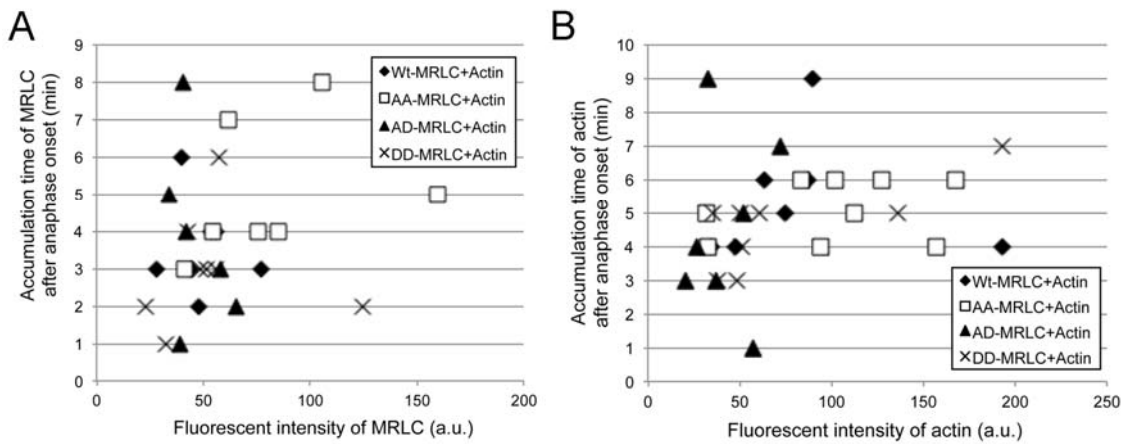 A
Accumulation time of MRLC
after anaphase onset (min)
9
8
7
6
5
4
3
2
1
0
0 50 100 150 200
Fluorescent intensity of MRLC (a.u.)
Wt-MRLC+Actin
AA-MRLC+Actin
AD-MRLC+Actin
DD-MRLC+Actin
B
Accumulation time of actin
after anaphase onset (min)
10
9
8
7
6
5
4
3
2
1
0
0 50 100 150 200 250
Fluorescent intensity of actin (a.u.)
Wt-MRLC+Actin
AA-MRLC+Actin
AD-MRLC+Actin
DD-MRLC+Actin